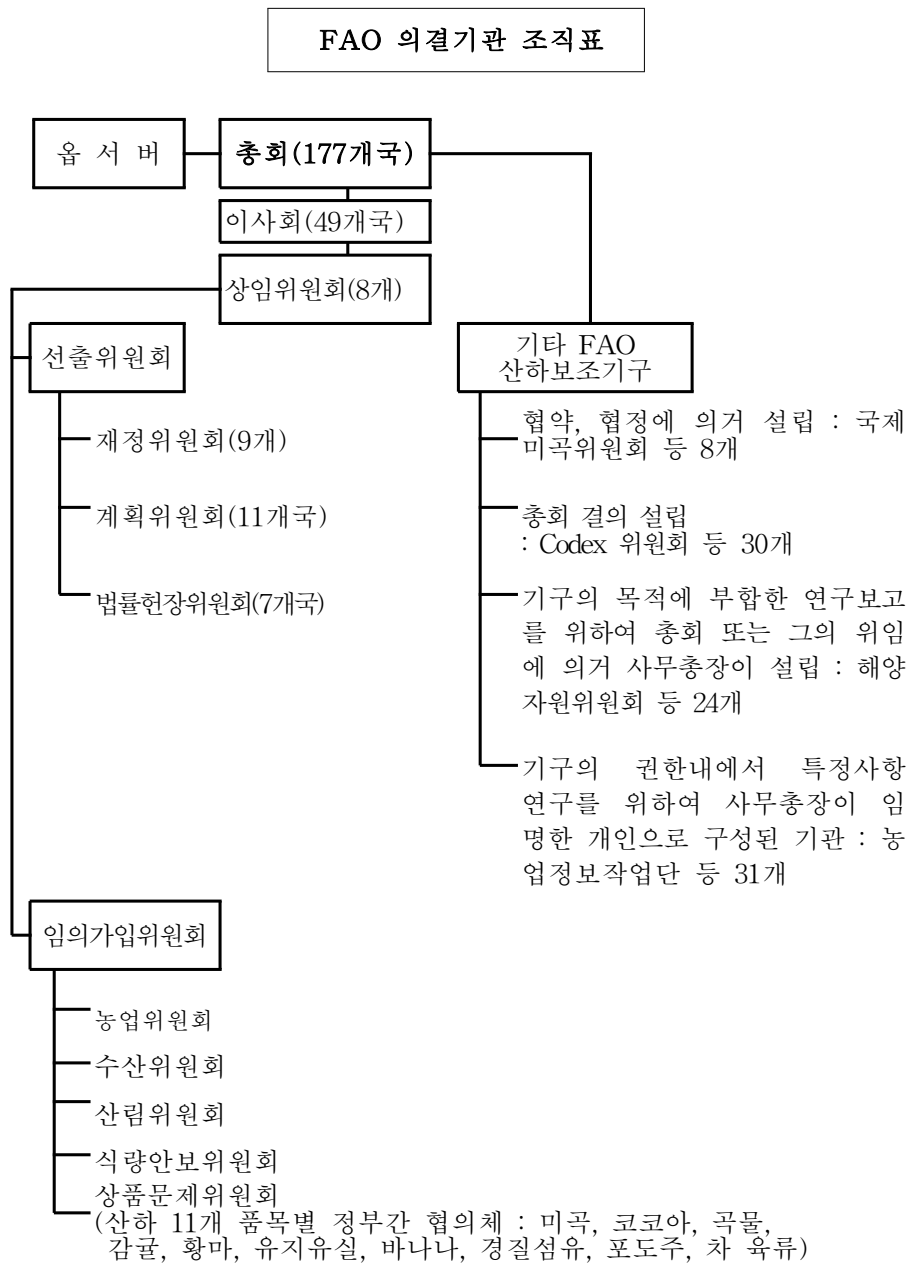 FAO 의결기관 조직표
옵 서 버
총회(177개국)
이사회(49개국)
상임위원회(8개)
선출위원회
재정위원회(9개)
계획위원회(11개국)
법률헌장위원회(7개국)
기타 FAO
산하보조기구
협약, 협정에 의거 설립 : 국제
미곡위원회 등 8개
총회 결의 설립
: Codex 위원회 등 30개
기구의 목적에 부합한 연구보고
를 위하여 총회 또는 그의 위임
에 의거 사무총장이 설립 : 해양
자원위원회 등 24개
기구의 권한내에서 특정사항
연구를 위하여 사무총장이 임
명한 개인으로 구성된 기관 : 농
업정보작업단 등 31개
임의가입위원회
농업위원회
수산위원회
산림위원회
식량안보위원회
상품문제위원회
(산하 11개 품목별 정부간 협의체 : 미곡, 코코아, 곡물,
감귤, 황마, 유지유실, 바나나, 경질섬유, 포도주, 차 육류)